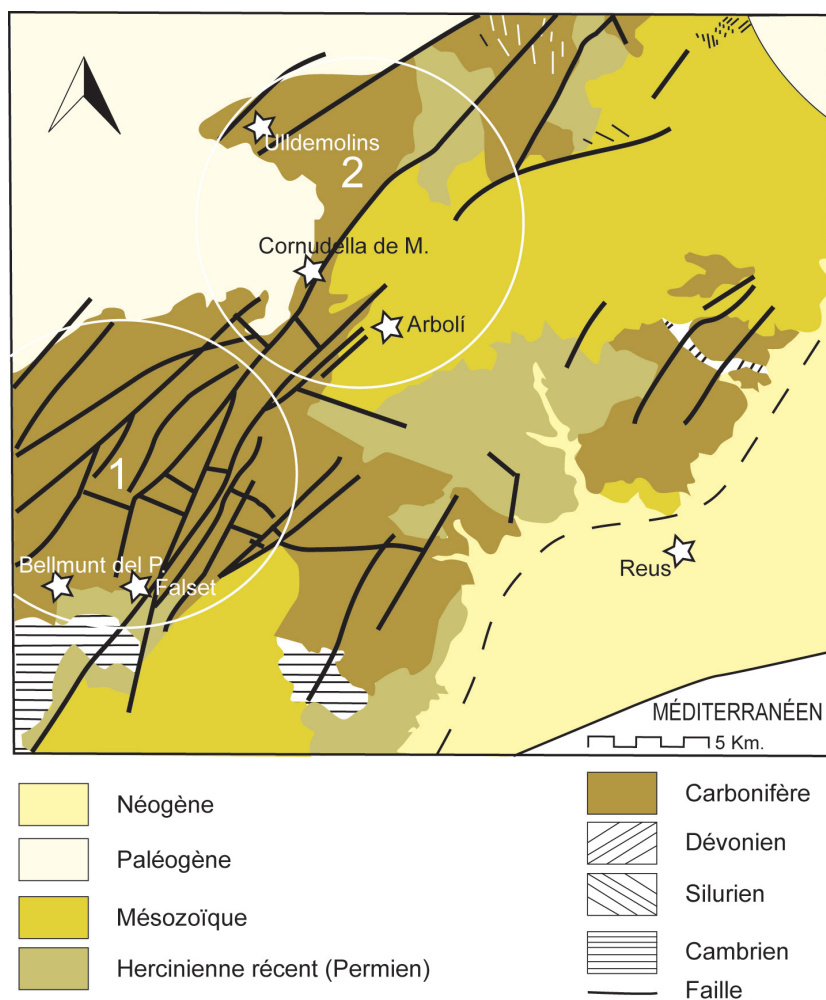 Ulldemolins
2
Cornudella de M.
Arbolí
1
Bellmunt del P.
Falset
Reus
MÉDITERRANÉEN
5 Km.
Néogène
Paléogène
Mésozoïque
Hercinienne récent (Permien)
Carbonifère
Dévonien
Silurien
Cambrien
Faille